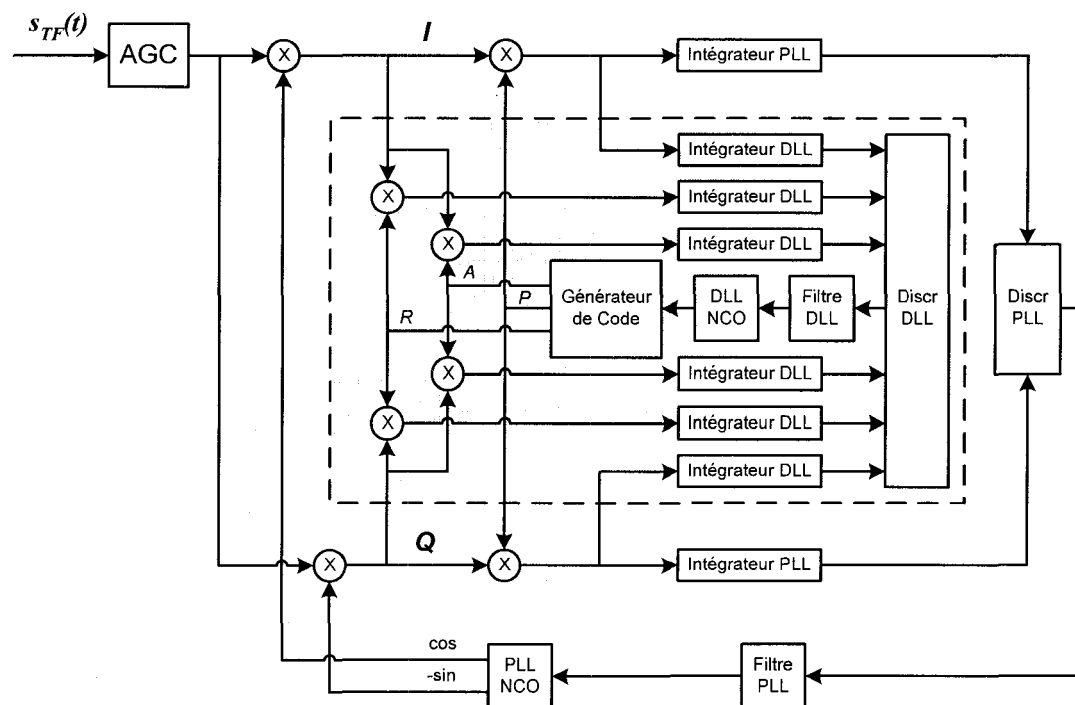 s_TF(t)
AGC
X
I
X
Intégrateur PLL
Intégrateur DLL
X
Intégrateur DLL
X
Intégrateur DLL
A
P
R
Générateur
de Code
DLL
NCO
Filtre
DLL
Discr
DLL
Discr
PLL
X
Intégrateur DLL
X
Intégrateur DLL
Intégrateur DLL
X
Q
X
Intégrateur PLL
cos
-sin
PLL
NCO
Filtre
PLL